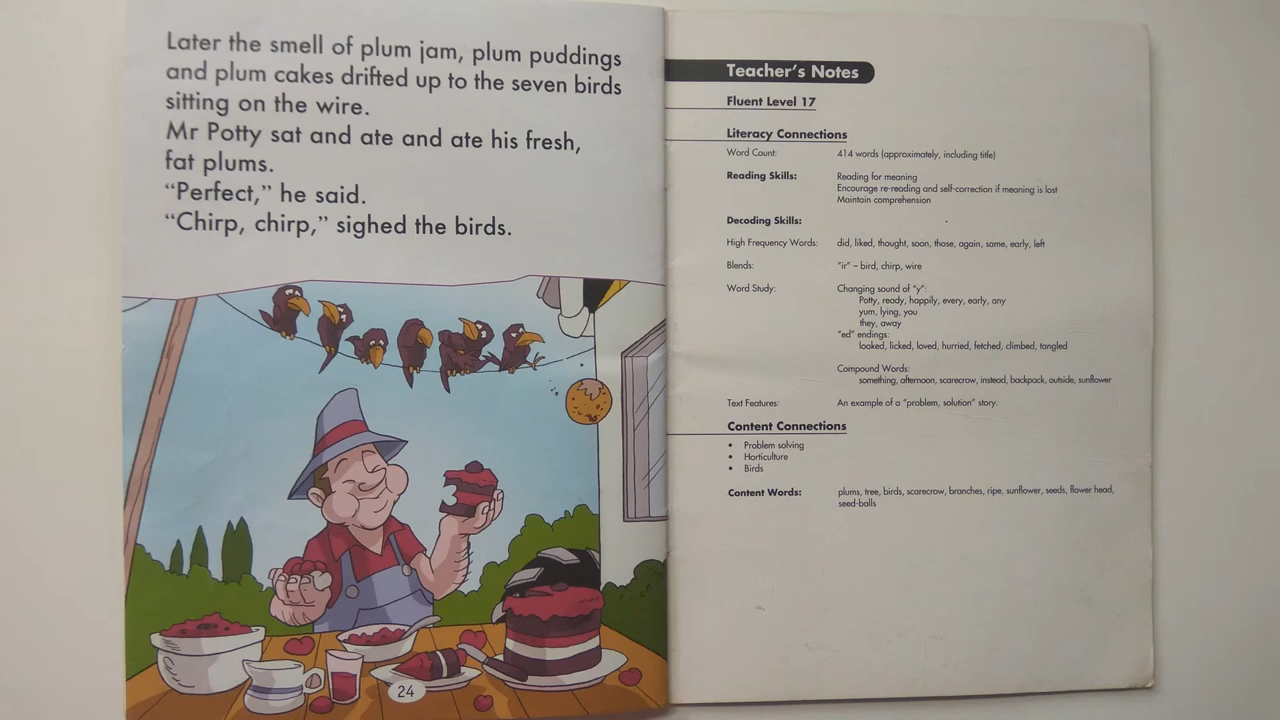 Later the smell of plum jam, plum puddings
and plum cakes drifted up to the seven birds
sitting on the wire.
Mr Potty sat and ate and ate his fresh,
fat plums.
“Perfect,” he said.
“Chirp, chirp,” sighed the birds.
24
Teacher’s Notes
Fluent Level 17
Literacy Connections
Word Count: 414 words (approximately, including title)
Reading Skills: Reading for meaning
Encourage re-reading and self-correction if meaning is lost
Maintain comprehension
Decoding Skills:
High Frequency Words: did, liked, thought, soon, those, again, some, early, left
Blends: “ir” – bird, chirp, wire
Word Study: Changing sound of “y”:
Potty, ready, happily, every, early, any
yum, lying, you
they, away
“ed” endings:
looked, licked, loved, hurried, fetched, climbed, tangled
Compound Words:
something, afternoon, scarecrow, instead, backpack, outside, sunflower
Text Features: An example of a “problem, solution” story.
Content Connections
• Problem solving
• Horticulture
• Birds
Content Words: plums, tree, birds, scarecrow, branches, ripe, sunflower, seeds, flower head,
seed-balls